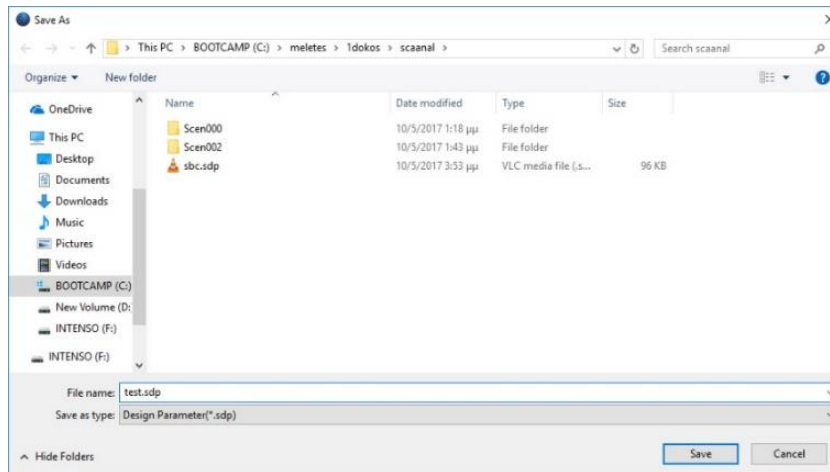 Save As
This PC > BOOTCAMP (C:) > meletes > 1dokos > scaanal >
Search scaanal
Organize New folder
Name Date modified Type Size
OneDrive
This PC
Desktop
Documents
Downloads
Music
Pictures
Videos
BOOTCAMP (C:)
New Volume (D:
INTENSO (F:)
INTENSO (F:)
Scen000 10/5/2017 1:18 μμ File folder
Scen002 10/5/2017 1:43 μμ File folder
sbc.sdp 10/5/2017 3:53 μμ VLC media file (.s... 96 KB
File name: test.sdp
Save as type: Design Parameter(*.sdp)
Hide Folders
Save Cancel